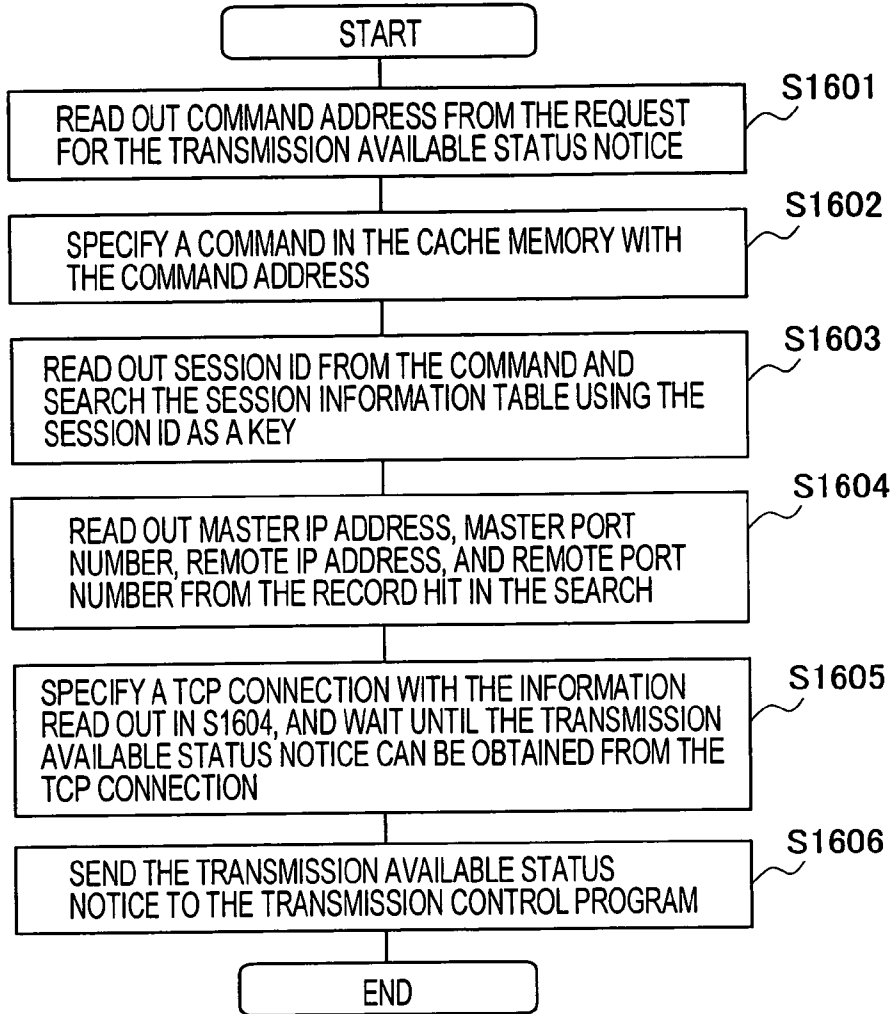 START
S1601
READ OUT COMMAND ADDRESS FROM THE REQUEST
FOR THE TRANSMISSION AVAILABLE STATUS NOTICE
S1602
SPECIFY A COMMAND IN THE CACHE MEMORY WITH
THE COMMAND ADDRESS
S1603
READ OUT SESSION ID FROM THE COMMAND AND
SEARCH THE SESSION INFORMATION TABLE USING THE
SESSION ID AS A KEY
S1604
READ OUT MASTER IP ADDRESS, MASTER PORT
NUMBER, REMOTE IP ADDRESS, AND REMOTE PORT
NUMBER FROM THE RECORD HIT IN THE SEARCH
S1605
SPECIFY A TCP CONNECTION WITH THE INFORMATION
READ OUT IN S1604, AND WAIT UNTIL THE TRANSMISSION
AVAILABLE STATUS NOTICE CAN BE OBTAINED FROM THE
TCP CONNECTION
S1606
SEND THE TRANSMISSION AVAILABLE STATUS
NOTICE TO THE TRANSMISSION CONTROL PROGRAM
END